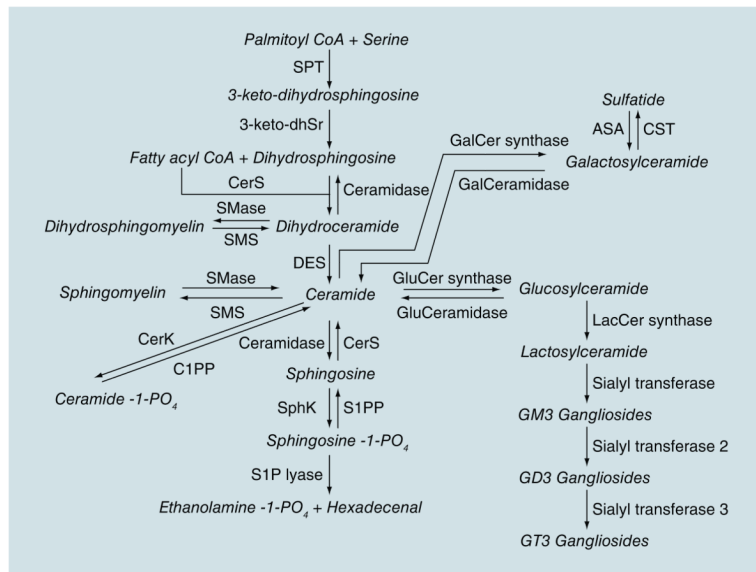 Palmitoyl CoA + Serine
SPT
3-keto-dihydrosphingosine
3-keto-dhSr
Fatty acyl CoA + Dihydrosphingosine
CerS
Ceramidase
SMase
Dihydrosphingomyelin
SMS
Dihydroceramide
GalCer synthase
GalCeramidase
Sulfatide
ASA
CST
Galactosylceramide
DES
Sphingomyelin
SMase
SMS
Ceramide
GluCer synthase
GluCeramidase
Glucosylceramide
CerK
C1PP
Ceramide -1-PO₄
Ceramidase
CerS
Sphingosine
SphK
S1PP
Sphingosine -1-PO₄
S1P lyase
Ethanolamine -1-PO₄ + Hexadecenal
LacCer synthase
Lactosylceramide
Sialyl transferase
GM3 Gangliosides
Sialyl transferase 2
GD3 Gangliosides
Sialyl transferase 3
GT3 Gangliosides